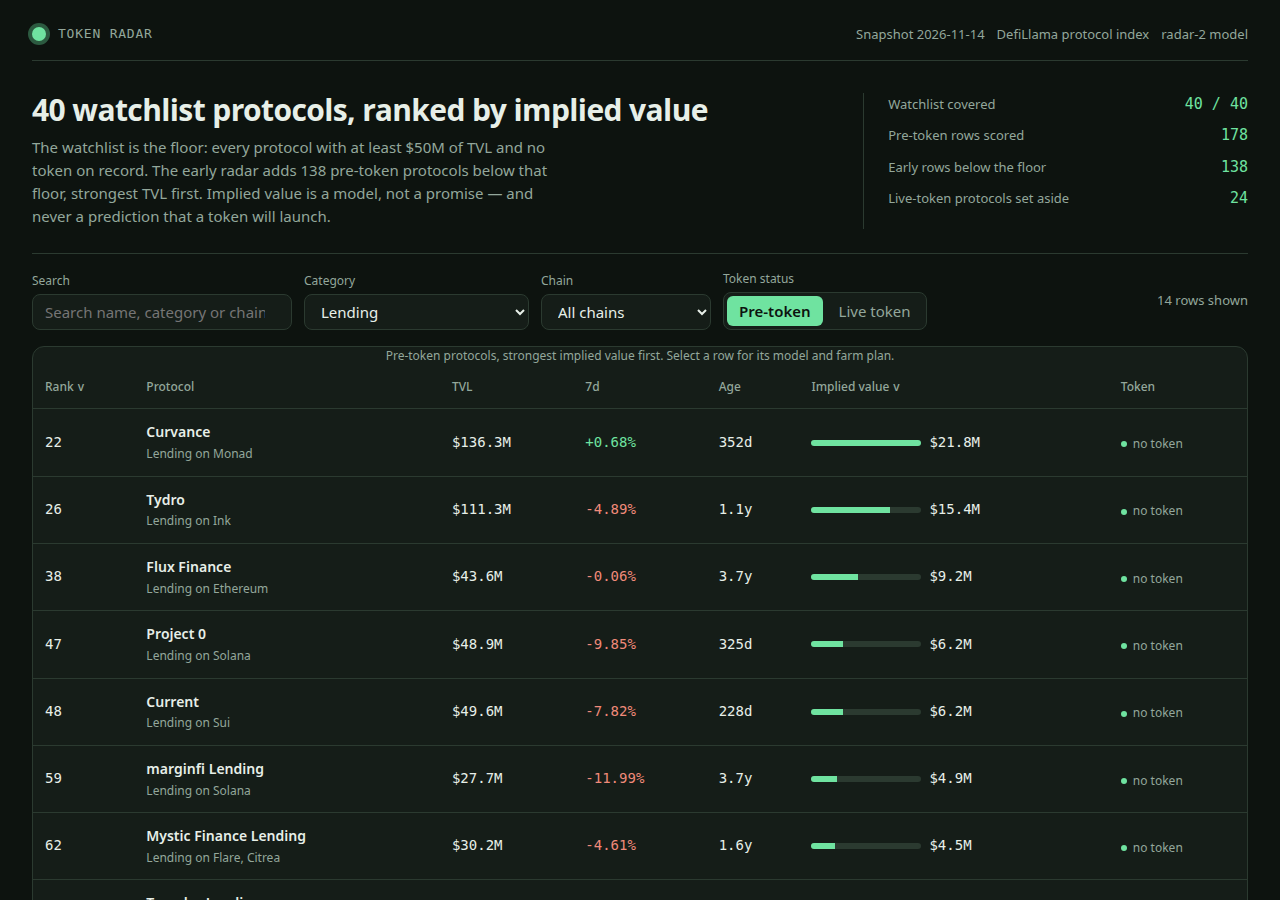 TOKEN RADAR
Snapshot 2026-11-14 DefiLlama protocol index radar-2 model
40 watchlist protocols, ranked by implied value
The watchlist is the floor: every protocol with at least $50M of TVL and no
token on record. The early radar adds 138 pre-token protocols below that
floor, strongest TVL first. Implied value is a model, not a promise — and
never a prediction that a token will launch.
Watchlist covered 40 / 40
Pre-token rows scored 178
Early rows below the floor 138
Live-token protocols set aside 24
Search Category Chain Token status
Search name, category or chain Lending All chains Pre-token Live token 14 rows shown
Pre-token protocols, strongest implied value first. Select a row for its model and farm plan.
Rank v Protocol TVL 7d Age Implied value v Token
22 Curvance $136.3M +0.68% 352d $21.8M no token
Lending on Monad
26 Tydro $111.3M -4.89% 1.1y $15.4M no token
Lending on Ink
38 Flux Finance $43.6M -0.06% 3.7y $9.2M no token
Lending on Ethereum
47 Project 0 $48.9M -9.85% 325d $6.2M no token
Lending on Solana
48 Current $49.6M -7.82% 228d $6.2M no token
Lending on Sui
59 marginfi Lending $27.7M -11.99% 3.7y $4.9M no token
Lending on Solana
62 Mystic Finance Lending $30.2M -4.61% 1.6y $4.5M no token
Lending on Flare, Citrea